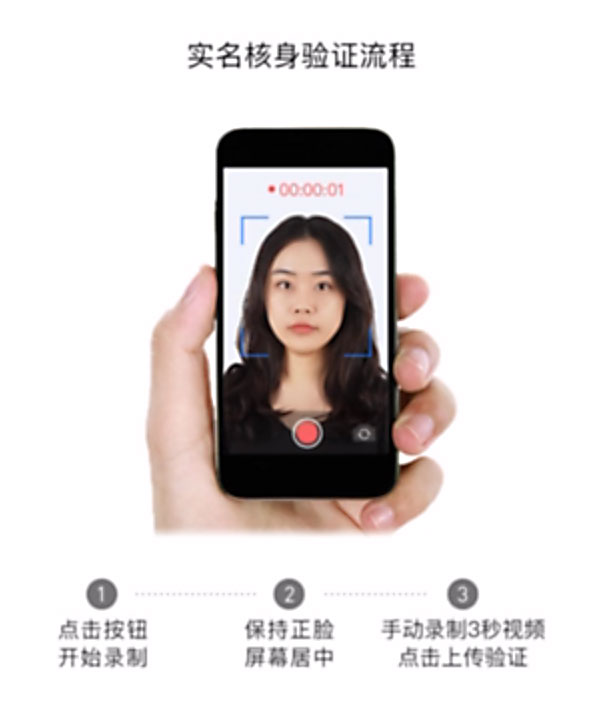 实名核身验证流程
00:00:01
1
2
3
点击按钮
开始录制
保持正脸
屏幕居中
手动录制3秒视频
点击上传验证